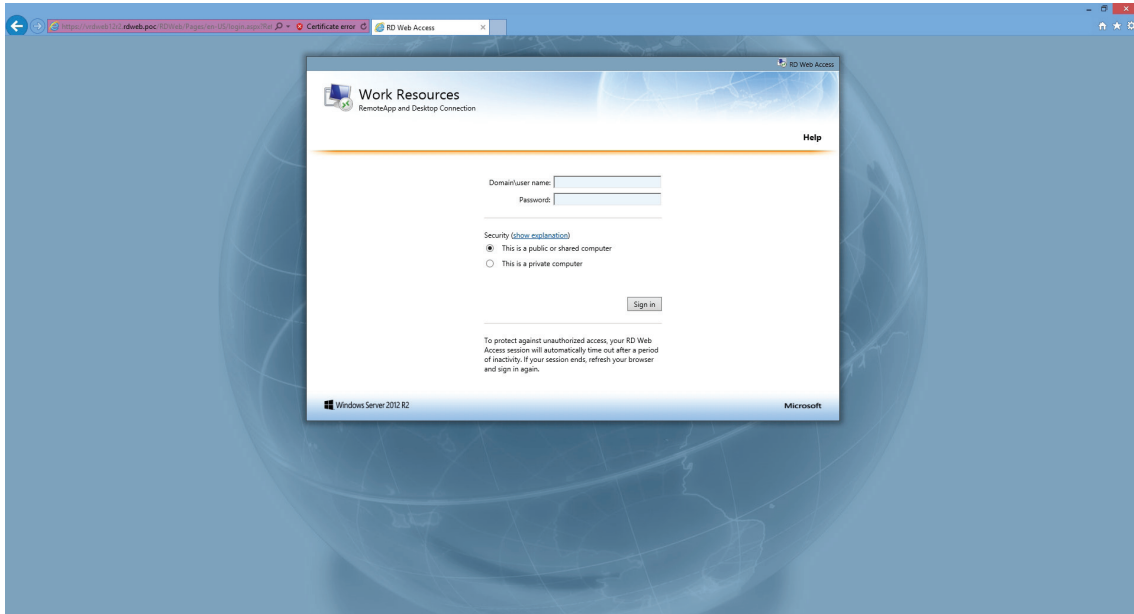 rdweb.poc
Certificate error
RD Web Access
RD Web Access
Work Resources
RemoteApp and Desktop Connection
Help
Domain\user name:
Password:
Security (show explanation)
This is a public or shared computer
This is a private computer
Sign in
To protect against unauthorized access, your RD Web
Access session will automatically time out after a period
of inactivity. If your session ends, refresh your browser
and sign in again.
Windows Server 2012 R2
Microsoft